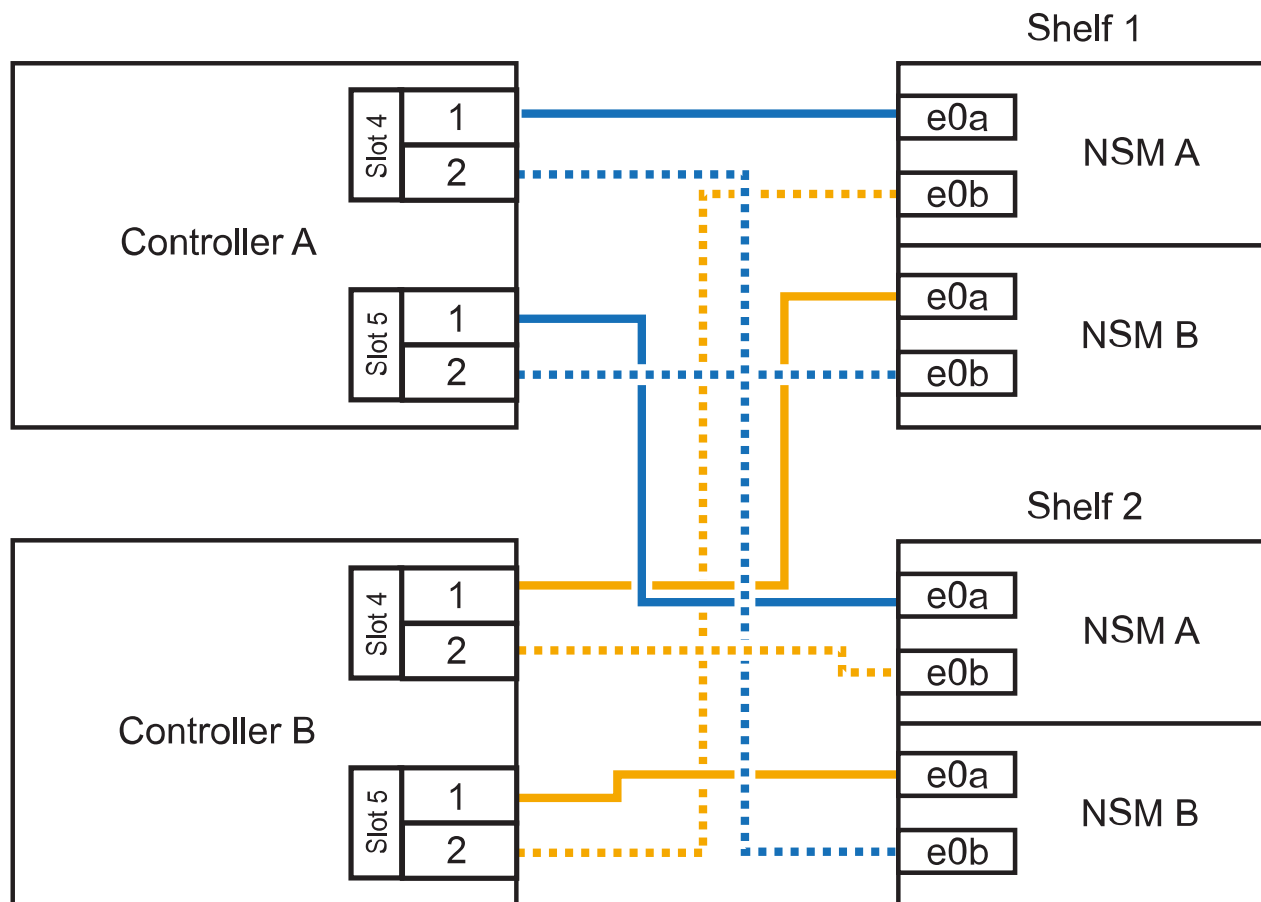 Shelf 1
Slot 4
1
2
Controller A
Slot 5
1
2
e0a
NSM A
e0b
e0a
NSM B
e0b
Shelf 2
Slot 4
1
2
Controller B
Slot 5
1
2
e0a
NSM A
e0b
e0a
NSM B
e0b